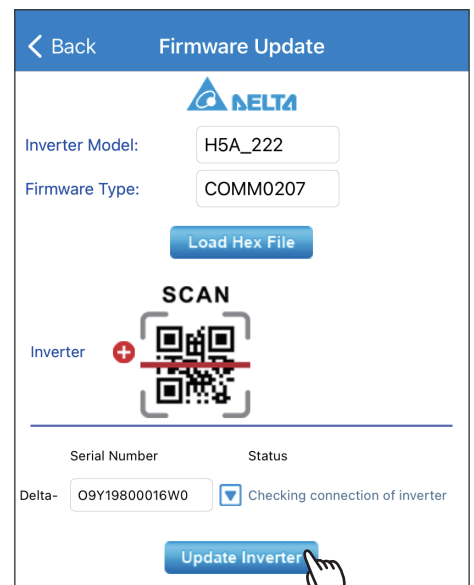 Back Firmware Update
DELTA
Inverter Model: H5A_222
Firmware Type: COMM0207
Load Hex File
SCAN
Inverter
Serial Number Status
Delta- O9Y19800016W0 Checking connection of inverter
Update Inverter